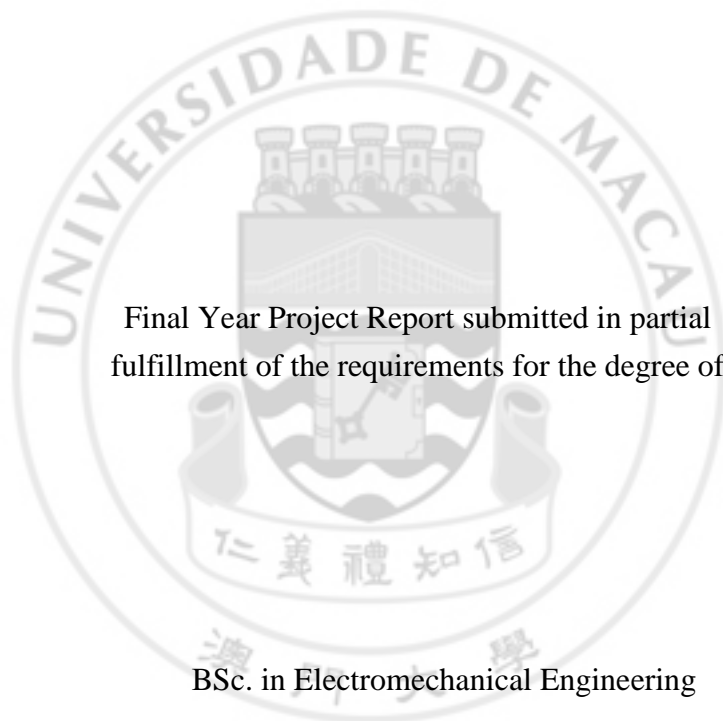 UNIVERSIDADE DE MACAU
Final Year Project Report submitted in partial
fulfillment of the requirements for the degree of
仁義禮知信
澳門大學
BSc. in Electromechanical Engineering